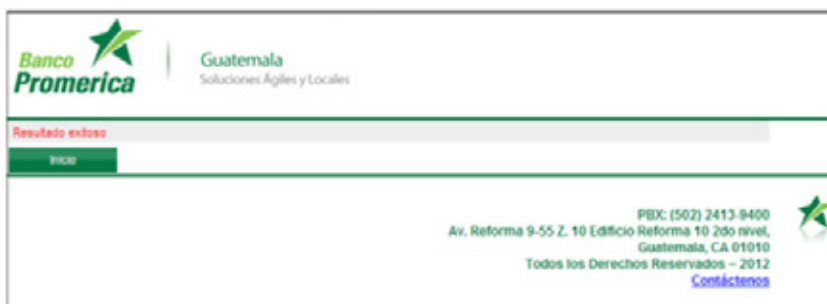 Banco
Promerica
Guatemala
Soluciones Ágiles y Locales
Resultado exitoso
Inicio
PBX: (502) 2413-9400
Av. Reforma 9-55 Z. 10 Edificio Reforma 10 2do nivel,
Guatemala, CA 01010
Todos los Derechos Reservados – 2012
Contáctenos